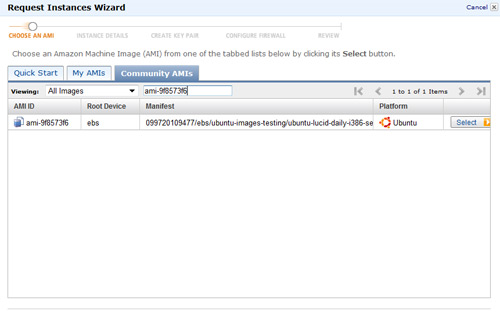 Request Instances Wizard
Cancel
CHOOSE AN AMI INSTANCE DETAILS CREATE KEY PAIR CONFIGURE FIREWALL REVIEW
Choose an Amazon Machine Image (AMI) from one of the tabbed lists below by clicing its Select button.
Quick Start My AMIs Community AMIs
Viewing: All Images ami-9f8573f6 1 to 1 of 1 Items
AMI ID Root Device Manifest Platform
ami-9f8573f6 ebs 099720109477/ebs/ubuntu-images-testing/ubuntu-lucid-daily-i386-se Ubuntu Select